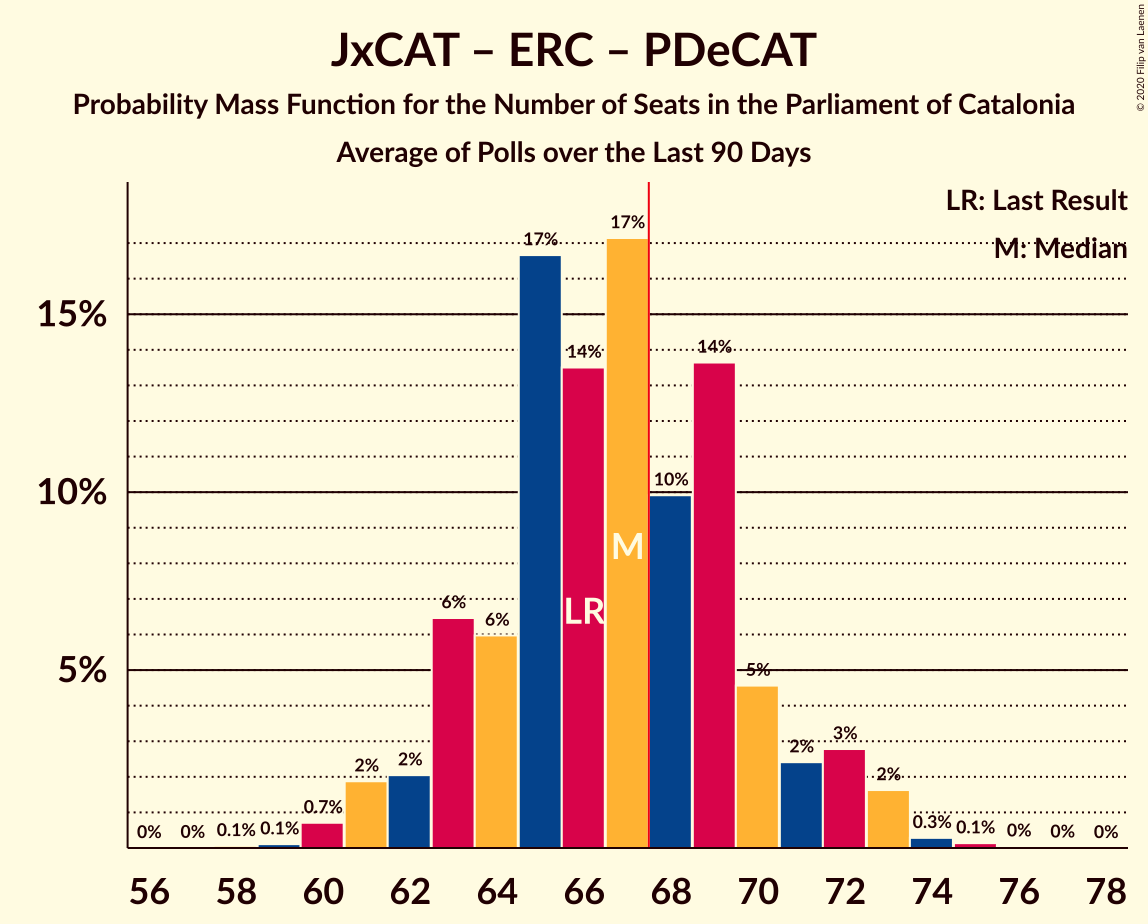 JxCAT – ERC – PDeCAT
Probability Mass Function for the Number of Seats in the Parliament of Catalonia
Average of Polls over the Last 90 Days
© 2020 Filip van Laenen
LR: Last Result
M: Median
15%
10%
5%
0%
0%
0.1%
0.1%
0.7%
2%
2%
6%
6%
17%
14%
17%
10%
14%
5%
2%
3%
2%
0.3%
0.1%
0%
0%
0%
LR
M
56 58 60 62 64 66 68 70 72 74 76 78